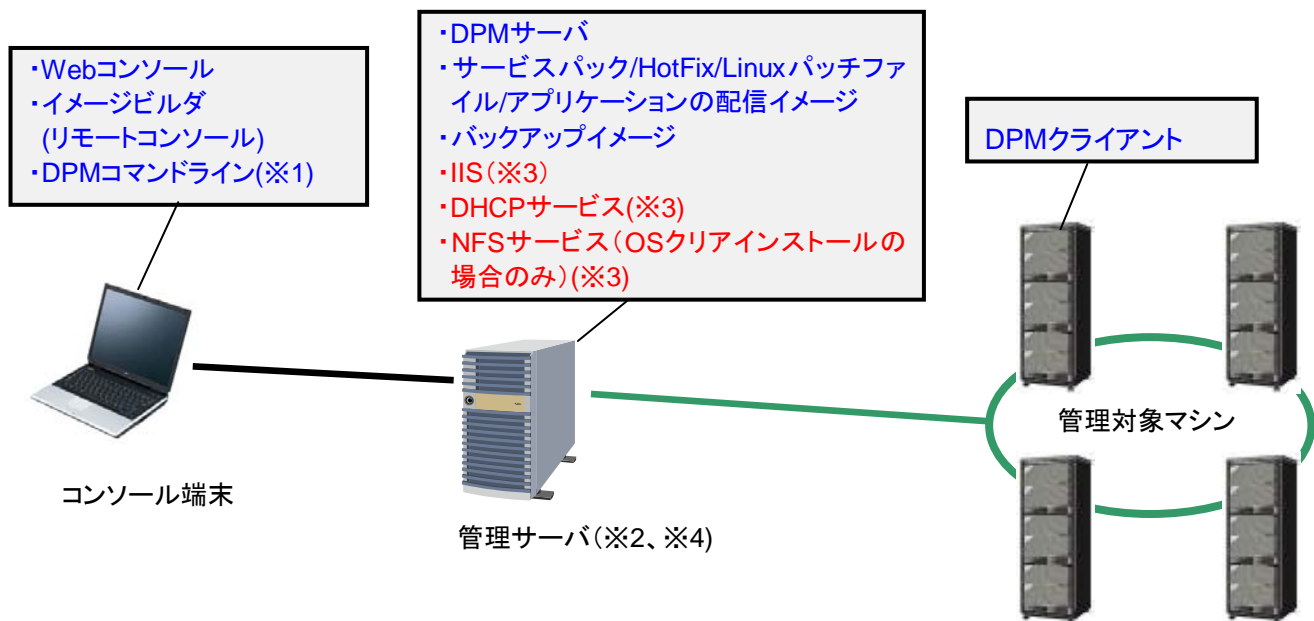 ・Webコンソール
・イメージビルダ
(リモートコンソール)
・DPMコマンドライン(※1)
・DPMサーバ
・サービスパック/HotFix/Linuxパッチファ
イル/アプリケーションの配信イメージ
・バックアップイメージ
・IIS(※3)
・DHCPサービス(※3)
・NFSサービス(OSクリアインストールの
場合のみ)(※3)
DPMクライアント
管理対象マシン
コンソール端末
管理サーバ(※2、※4)